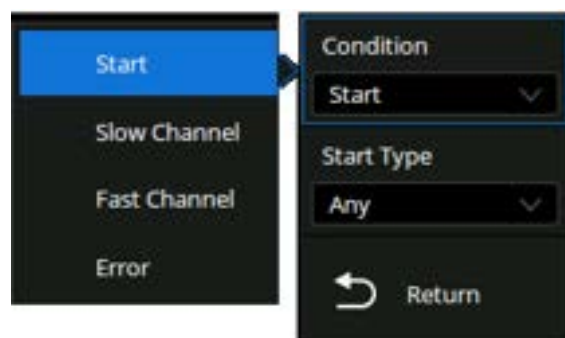 Start
Slow Channel
Fast Channel
Error
Condition
Start
Start Type
Any
Return